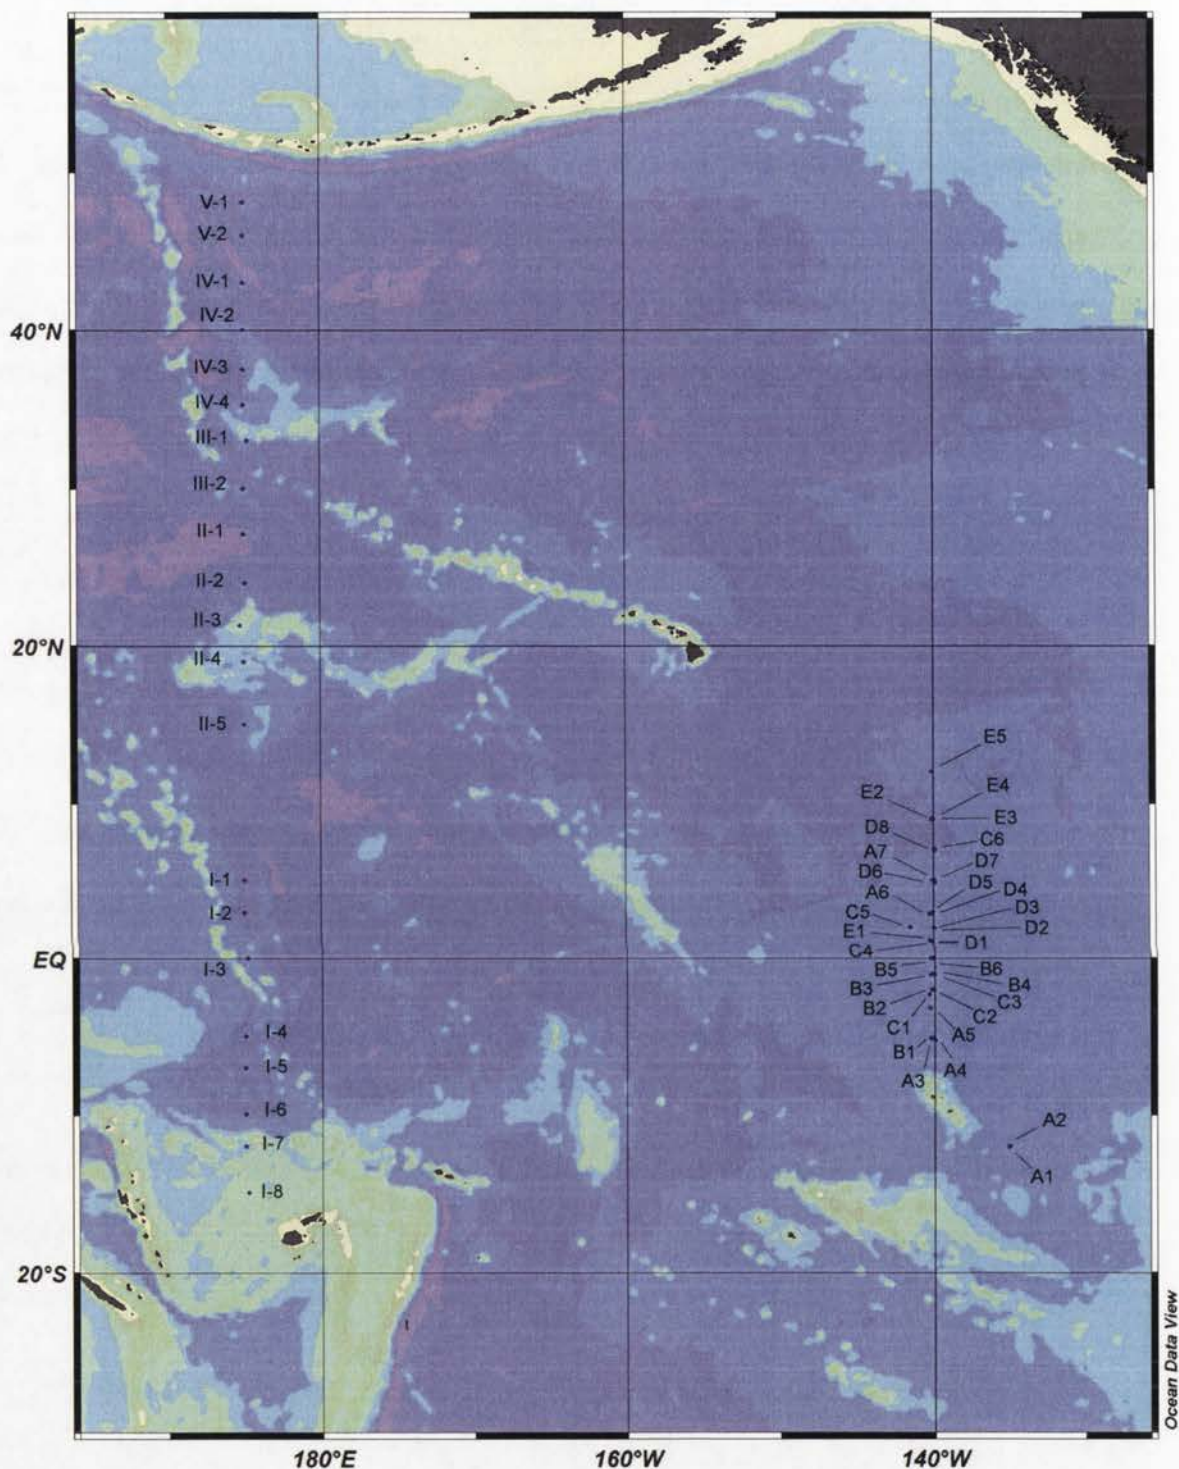 V-1
V-2
IV-1
IV-2
40°N
IV-3
IV-4
III-1
III-2
II-1
II-2
II-3
20°N
II-4
II-5
E5
E4
E2
E3
D8
C6
A7
D7
D6
I-1
D5
D4
A6
D3
C5
I-2
D2
E1
D1
C4
EQ
I-3
B5
B6
B3
B4
C3
B2
C2
C1
A5
I-4
B1
A4
I-5
A3
I-6
A2
I-7
A1
I-8
20°S
Ocean Data View
180°E
160°W
140°W